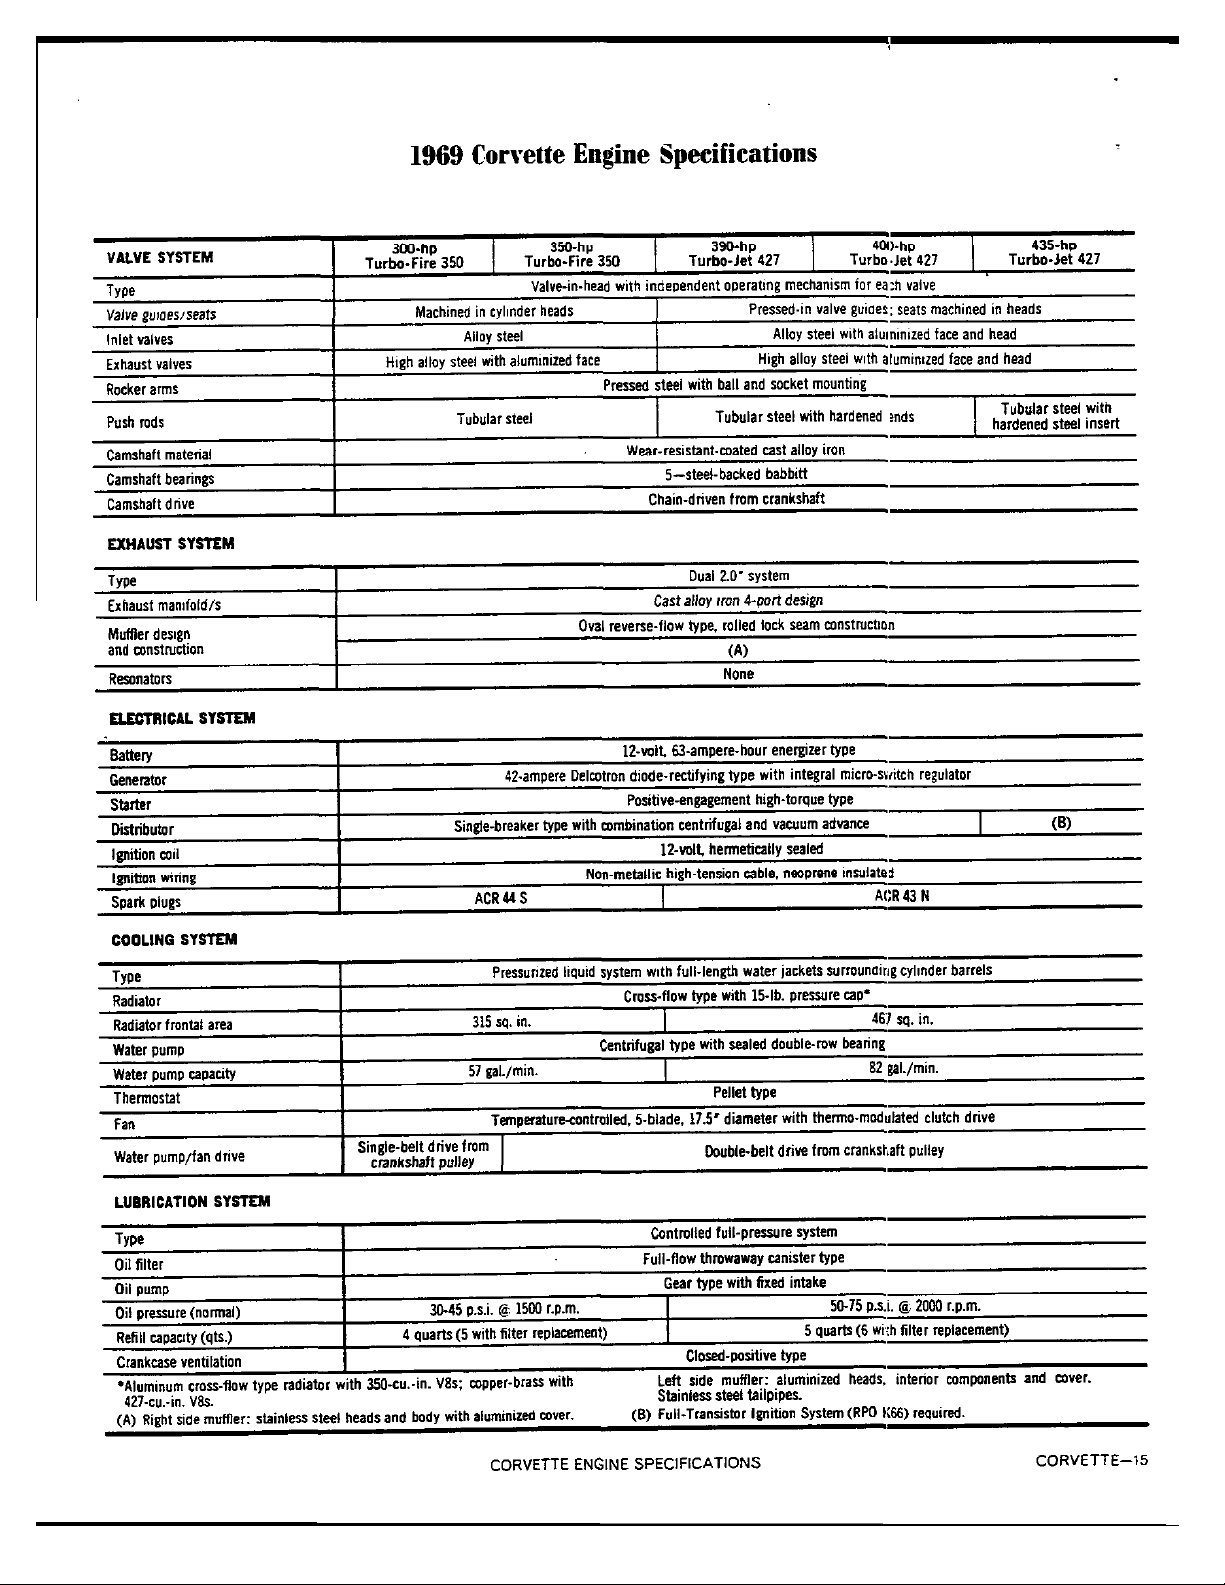 1969 Corvette Engine Specifications
VALVE SYSTEM 300-hp Turbo-Fire 350 350-hp Turbo-Fire 350 390-hp Turbo-Jet 427 400-hp Turbo-Jet 427 435-hp Turbo-Jet 427
Type Valve-in-head with independent operating mechanism for each valve
Valve guides/seats Machined in cylinder heads Pressed-in valve guides; seats machined in heads
Inlet valves Alloy steel Alloy steel with aluminized face and head
Exhaust valves High alloy steel with aluminized face High alloy steel with aluminized face and head
Rocker arms Pressed steel with ball and socket mounting
Push rods Tubular steel Tubular steel with hardened ends Tubular steel with hardened steel insert
Camshaft material Wear-resistant-coated cast alloy iron
Camshaft bearings 5—steel-backed babbitt
Camshaft drive Chain-driven from crankshaft
EXHAUST SYSTEM
Type Dual 2.0" system
Exhaust manifold/s Cast alloy iron 4-port design
Muffler design and construction Oval reverse-flow type, rolled lock seam construction
(A)
Resonators None
ELECTRICAL SYSTEM
Battery 12-volt, 63-ampere-hour energizer type
Generator 42-ampere Delcotron diode-rectifying type with integral micro-switch regulator
Starter Positive-engagement high-torque type
Distributor Single-breaker type with combination centrifugal and vacuum advance (B)
Ignition coil 12-volt, hermetically sealed
Ignition wiring Non-metallic high-tension cable, neoprene insulated
Spark plugs ACR 44 S ACR 43 N
COOLING SYSTEM
Type Pressurized liquid system with full-length water jackets surrounding cylinder barrels
Radiator Cross-flow type with 15-lb. pressure cap*
Radiator frontal area 315 sq. in. 467 sq. in.
Water pump Centrifugal type with sealed double-row bearing
Water pump capacity 57 gal./min. 82 gal./min.
Thermostat Pellet type
Fan Temperature-controlled, 5-blade, 17.5" diameter with thermo-modulated clutch drive
Water pump/fan drive Single-belt drive from crankshaft pulley Double-belt drive from crankshaft pulley
LUBRICATION SYSTEM
Type Controlled full-pressure system
Oil filter Full-flow throwaway canister type
Oil pump Gear type with fixed intake
Oil pressure (normal) 30-45 p.s.i. @ 1500 r.p.m. 50-75 p.s.i. @ 2000 r.p.m.
Refill capacity (qts.) 4 quarts (5 with filter replacement) 5 quarts (6 with filter replacement)
Crankcase ventilation Closed-positive type
*Aluminum cross-flow type radiator with 350-cu.-in. V8s; copper-brass with
427-cu.-in. V8s.
(A) Right side muffler: stainless steel heads and body with aluminized cover.
Left side muffler: aluminized heads, interior components and cover.
Stainless steel tailpipes.
(B) Full-Transistor Ignition System (RPO K66) required.
CORVETTE ENGINE SPECIFICATIONS
CORVETTE—15